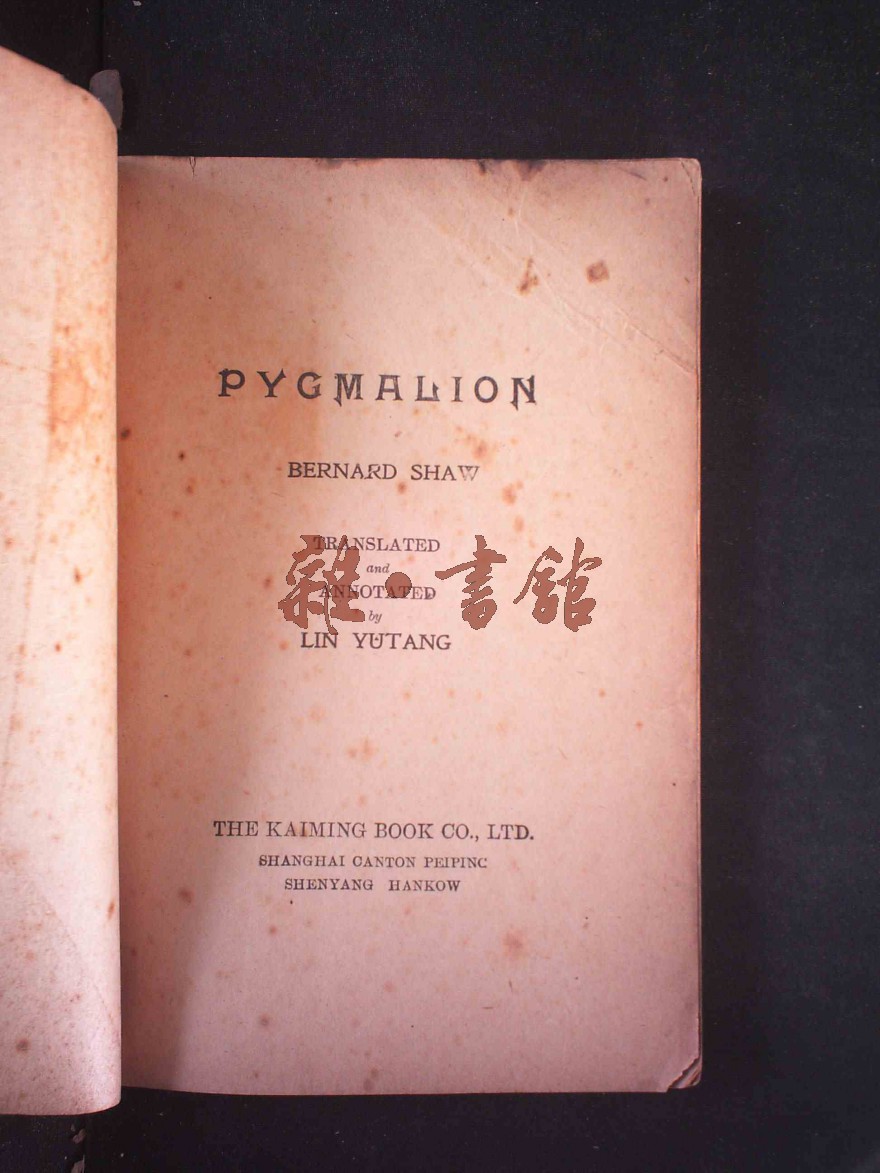 PYGMALION
BERNARD SHAW
TRANSLATED
and
ANNOTATED
by
LIN YUTANG
雜·書館
THE KAIMING BOOK CO., LTD.
SHANGHAI CANTON PEIPING
SHENYANG HANKOW